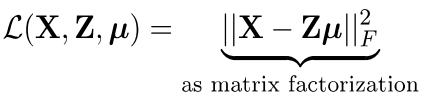 ℒ(𝐗, 𝐙, 𝝁) = ||𝐗 − 𝐙𝝁||²_F
as matrix factorization